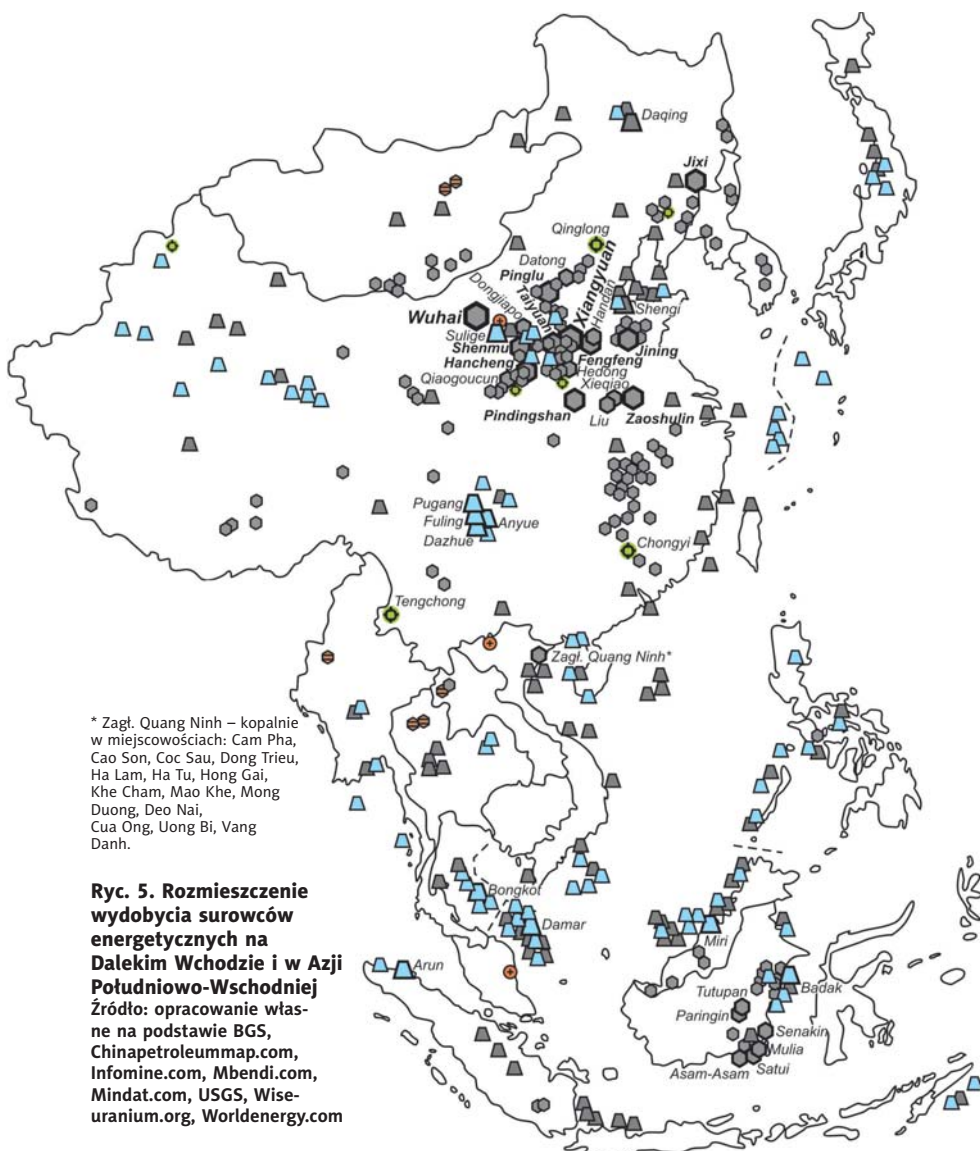 Daqing
Jixi
Qinglong
Datong
Pinglu
Xiangyuan
Dongjiapo
Taiyuan
Handan
Wuhai
Shengi
Sulige
Shenmu
Jining
Hancheng
Fengfeng
Qiaogoucun
Hedong
Xieqiao
Pindingshan
Liu
Zaoshulin
Pugang
Fuling
Anyue
Dazhue
Chongyi
Tengchong
Zagł. Quang Ninh*
* Zagł. Quang Ninh – kopalnie
w miejscowościach: Cam Pha,
Cao Son, Coc Sau, Dong Trieu,
Ha Lam, Ha Tu, Hong Gai,
Khe Cham, Mao Khe, Mong
Duong, Deo Nai,
Cua Ong, Uong Bi, Vang
Danh.
Ryc. 5. Rozmieszczenie
wydobycia surowców
energetycznych na
Dalekim Wchodzie i w Azji
Południowo-Wschodniej
Źródło: opracowanie włas-
ne na podstawie BGS,
Chinapetroleummap.com,
Infomine.com, Mbendi.com,
Mindat.com, USGS, Wise-
uranium.org, Worldenergy.com
Bongkot
Damar
Arun
Miri
Badak
Tutupan
Paringin
Senakin
Mulia
Satui
Asam-Asam